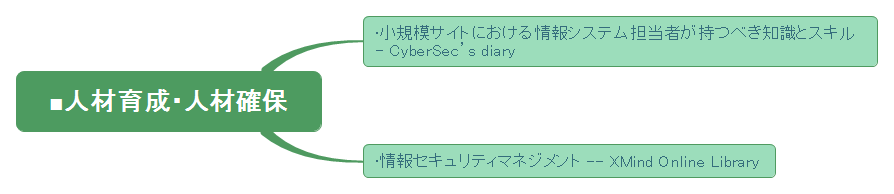 ■人材育成・人材確保
・小規模サイトにおける情報システム担当者が持つべき知識とスキル
- CyberSec’s diary
・情報セキュリティマネジメント -- XMind Online Library